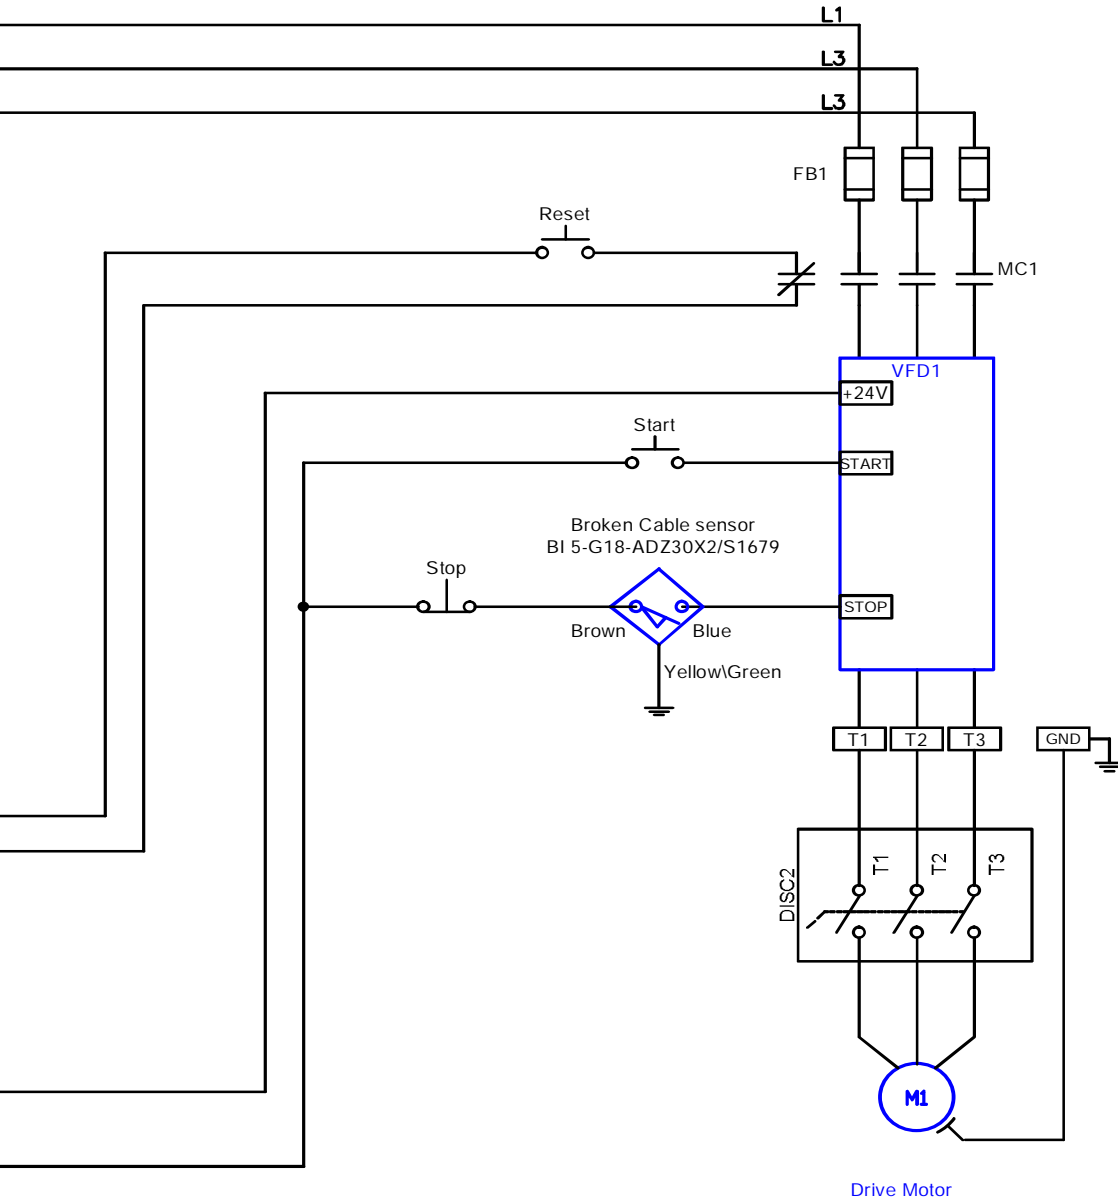 L1
L3
L3
FB1
Reset
MC1
VFD1
+24V
Start
START
Broken Cable sensor
BI 5-G18-ADZ30X2/S1679
Stop
STOP
Brown
Blue
Yellow\Green
T1
T2
T3
GND
T1
T2
T3
DISC2
M1
Drive Motor